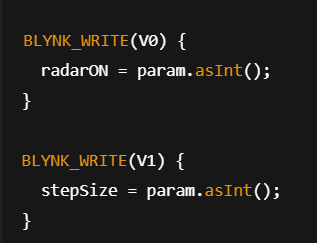 BLYNK_WRITE(V0) {
  radarON = param.asInt();
}

BLYNK_WRITE(V1) {
  stepSize = param.asInt();
}